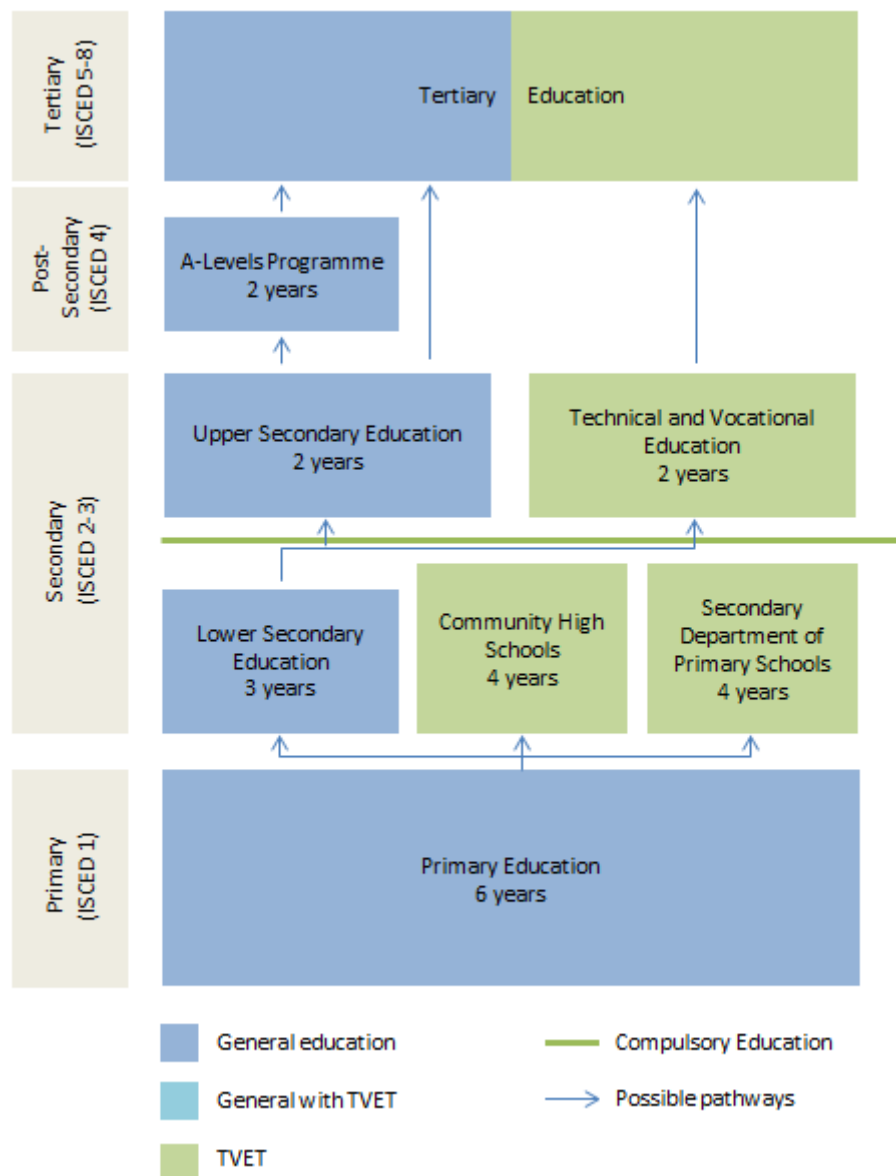 Tertiary
(ISCED 5-8)
Tertiary Education
Post-
Secondary
(ISCED 4)
A-Levels Programme
2 years
Secondary
(ISCED 2-3)
Upper Secondary Education
2 years
Technical and Vocational
Education
2 years
Lower Secondary
Education
3 years
Community High
Schools
4 years
Secondary
Department of
Primary Schools
4 years
Primary
(ISCED 1)
Primary Education
6 years
General education
General with TVET
TVET
Compulsory Education
Possible pathways